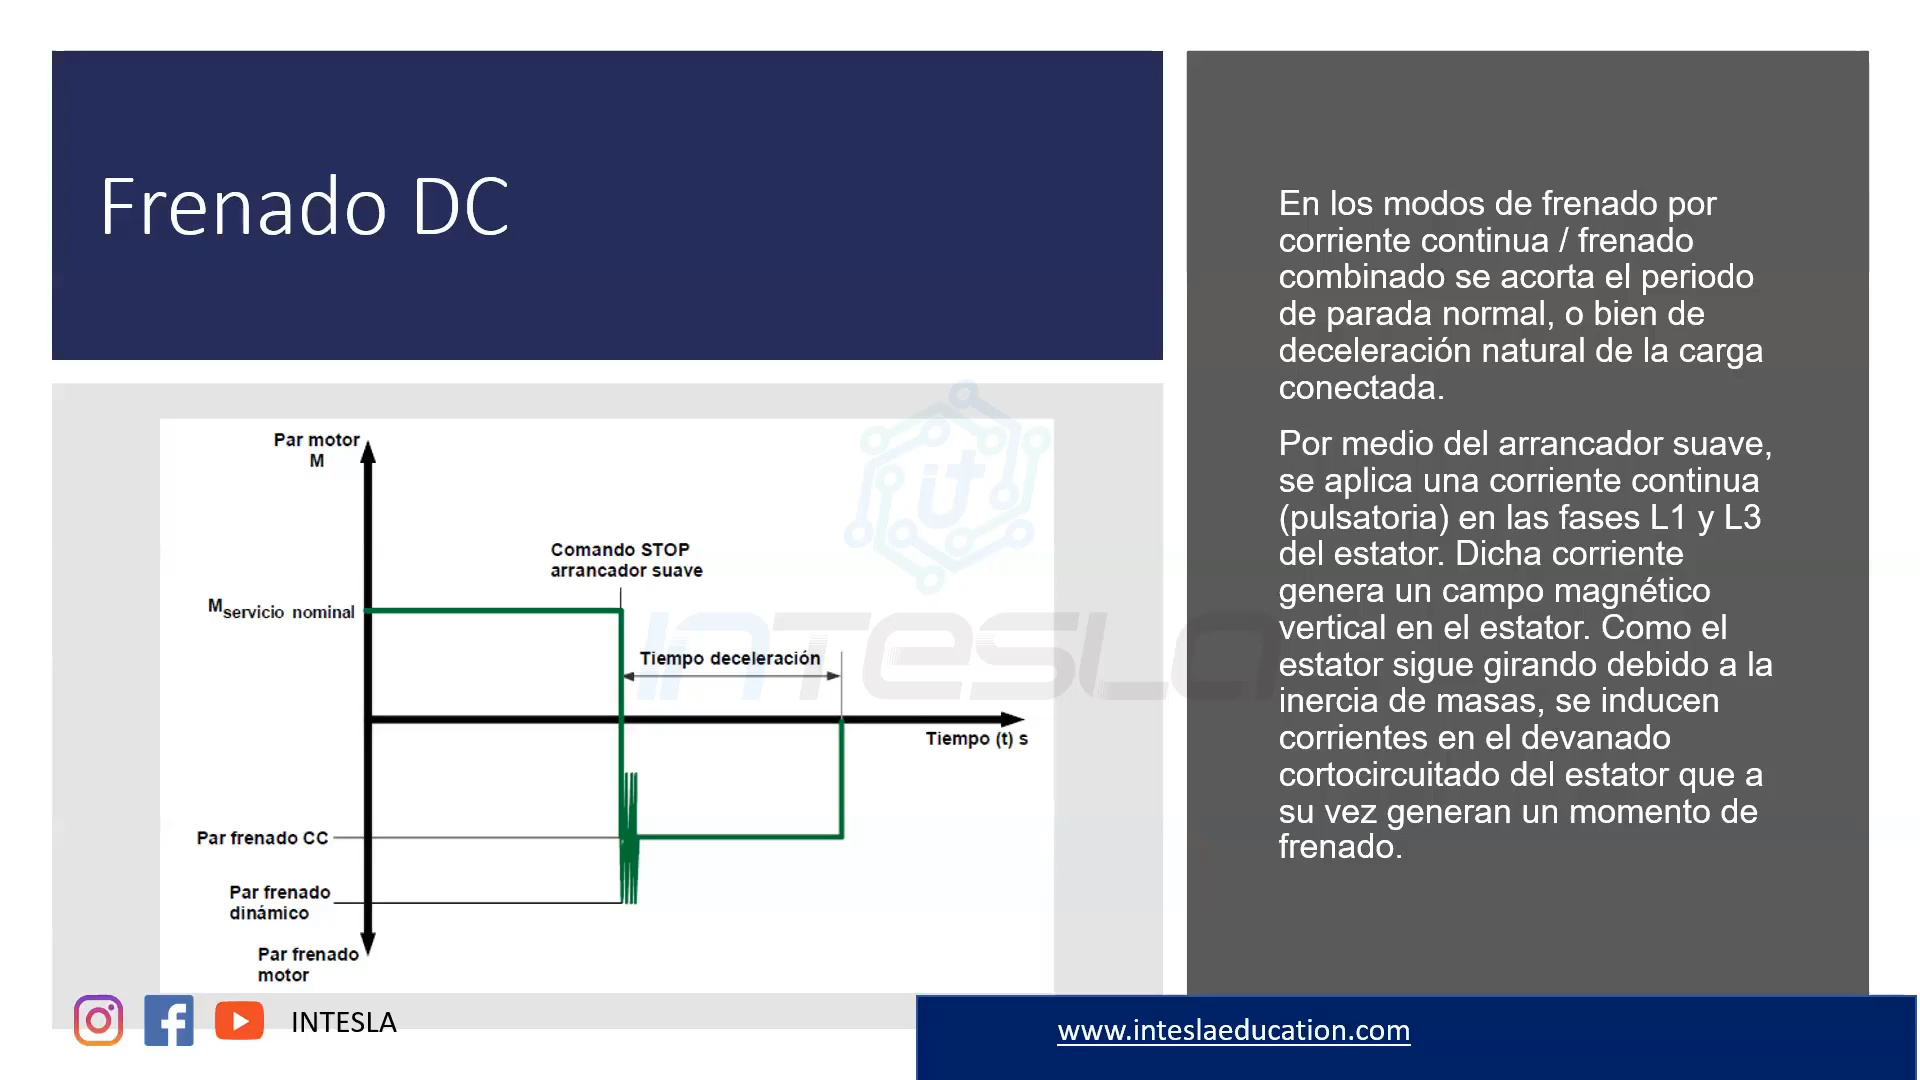 Frenado DC
Par motor
M
Comando STOP
arrancador suave
Mservicio nominal
Tiempo deceleración
Tiempo (t) s
Par frenado CC
Par frenado
dinámico
Par frenado
motor
it
INTESLA
En los modos de frenado por
corriente continua / frenado
combinado se acorta el periodo
de parada normal, o bien de
deceleración natural de la carga
conectada.
Por medio del arrancador suave,
se aplica una corriente continua
(pulsatoria) en las fases L1 y L3
del estator. Dicha corriente
genera un campo magnético
vertical en el estator. Como el
estator sigue girando debido a la
inercia de masas, se inducen
corrientes en el devanado
cortocircuitado del estator que a
su vez generan un momento de
frenado.
INTESLA
www.inteslaeducation.com